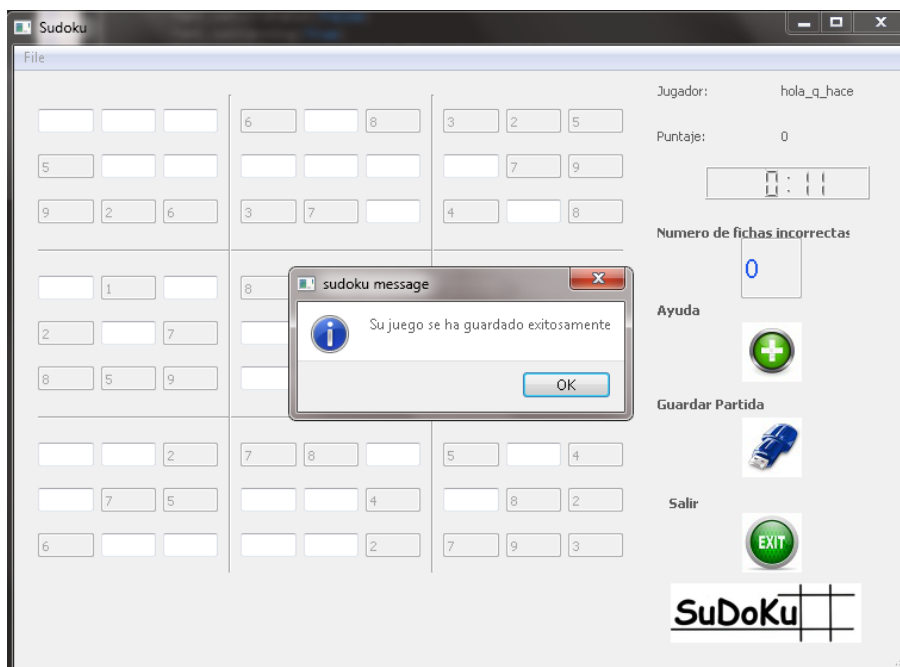 Sudoku
File
Jugador: hola_q_hace
6 8 3 2 5
Puntaje: 0
5 7 9
0:11
9 2 6 3 7 4 8
Numero de fichas incorrectas
0
1 8
sudoku message
Su juego se ha guardado exitosamente
OK
Ayuda
2 7
8 5 9
Guardar Partida
2 7 8 5 4
7 5 4 8 2
Salir
6 2 7 9 3
EXIT
SuDoKu